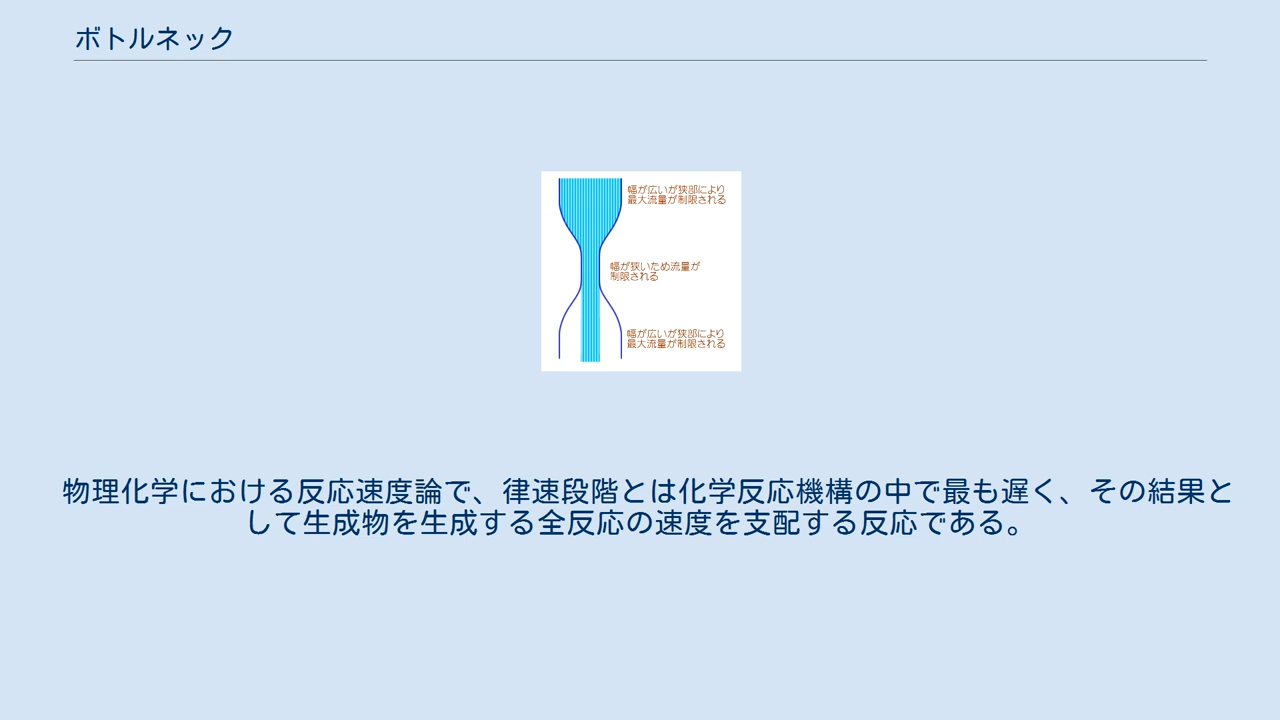 ボトルネック
幅が広いが狭部により
最大流量が制限される
幅が狭いため流量が
制限される
幅が広いが狭部により
最大流量が制限される
物理化学における反応速度論で、律速段階とは化学反応機構の中で最も遅く、その結果と
して生成物を生成する全反応の速度を支配する反応である。